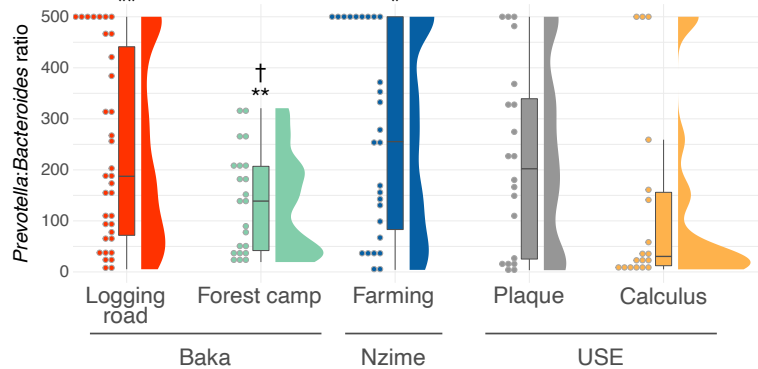 Prevotella:Bacteroides ratio
500
400
300
200
100
0
†
**
Logging road
Forest camp
Farming
Plaque
Calculus
Baka
Nzime
USE